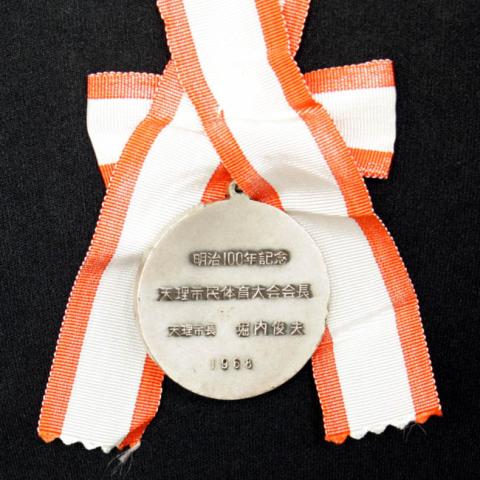 明治100年記念
天理市民体育大会会長
天理市長 堀内俊夫
1968